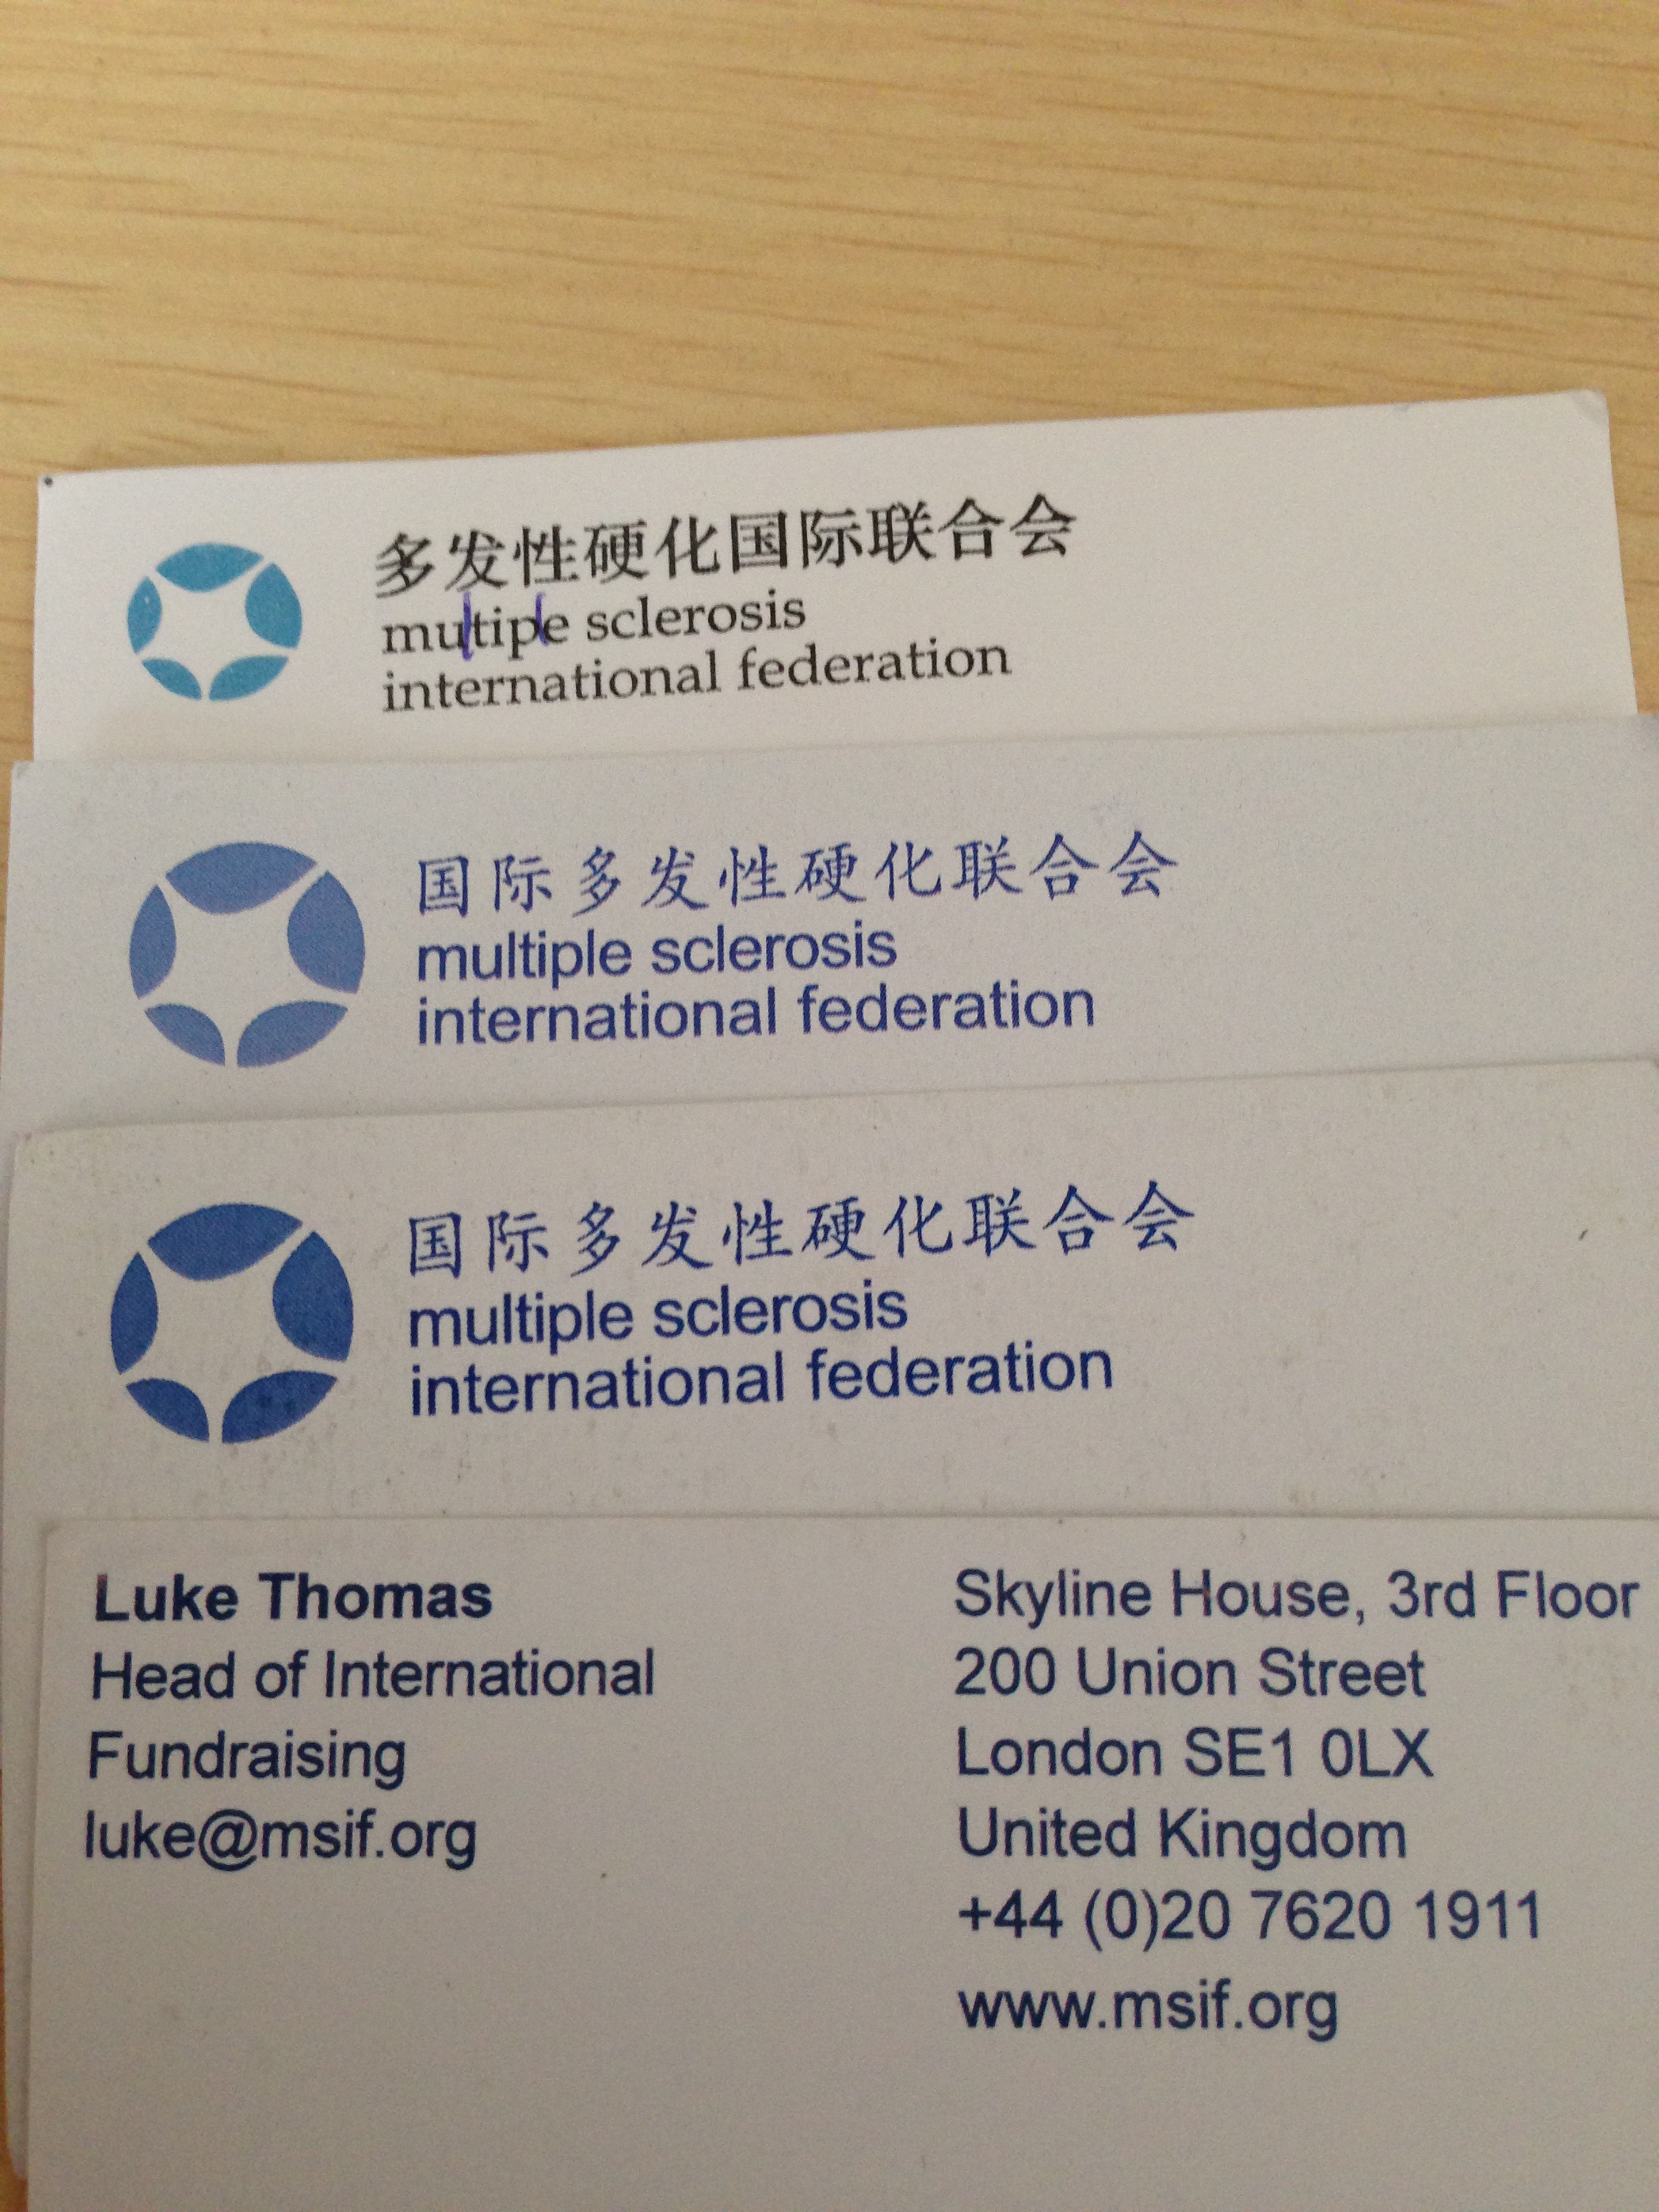 多发性硬化国际联合会
multiple sclerosis
international federation
国际多发性硬化联合会
multiple sclerosis
international federation
国际多发性硬化联合会
multiple sclerosis
international federation
Luke Thomas
Head of International
Fundraising
luke@msif.org
Skyline House, 3rd Floor
200 Union Street
London SE1 0LX
United Kingdom
+44 (0)20 7620 1911
www.msif.org